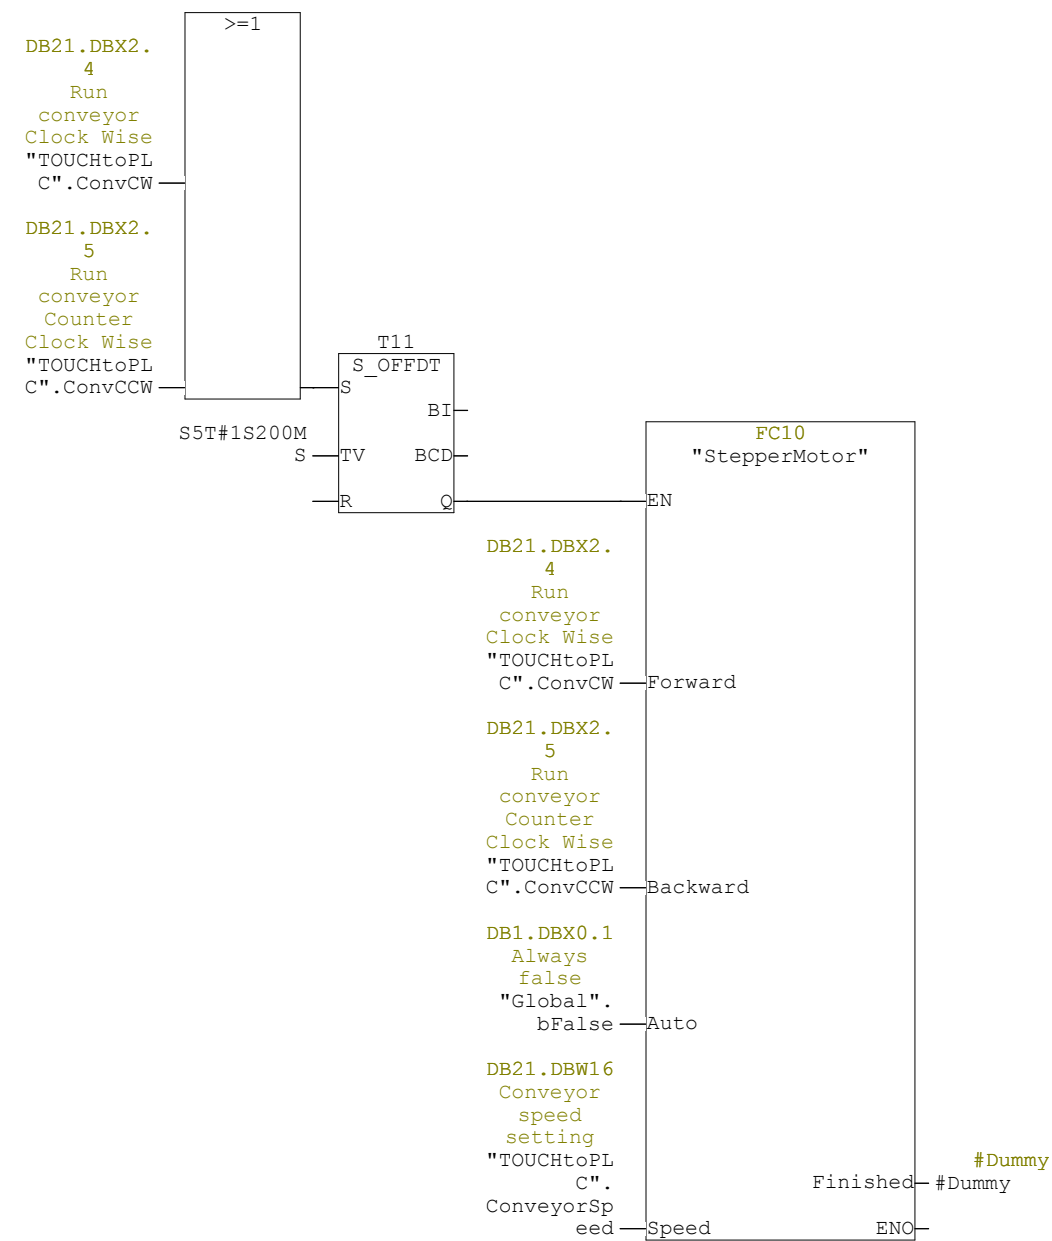 >=1
DB21.DBX2.
4
Run
conveyor
Clock Wise
"TOUCHtoPL
C".ConvCW
DB21.DBX2.
5
Run
conveyor
Counter
Clock Wise
"TOUCHtoPL
C".ConvCCW
T11
S_OFFDT
S
BI
S5T#1S200M
S
TV
BCD
R
Q
FC10
"StepperMotor"
EN
DB21.DBX2.
4
Run
conveyor
Clock Wise
"TOUCHtoPL
C".ConvCW
Forward
DB21.DBX2.
5
Run
conveyor
Counter
Clock Wise
"TOUCHtoPL
C".ConvCCW
Backward
DB1.DBX0.1
Always
false
"Global".
bFalse
Auto
DB21.DBW16
Conveyor
speed
setting
"TOUCHtoPL
C".
ConveyorSp
eed
Speed
#Dummy
Finished
#Dummy
ENO